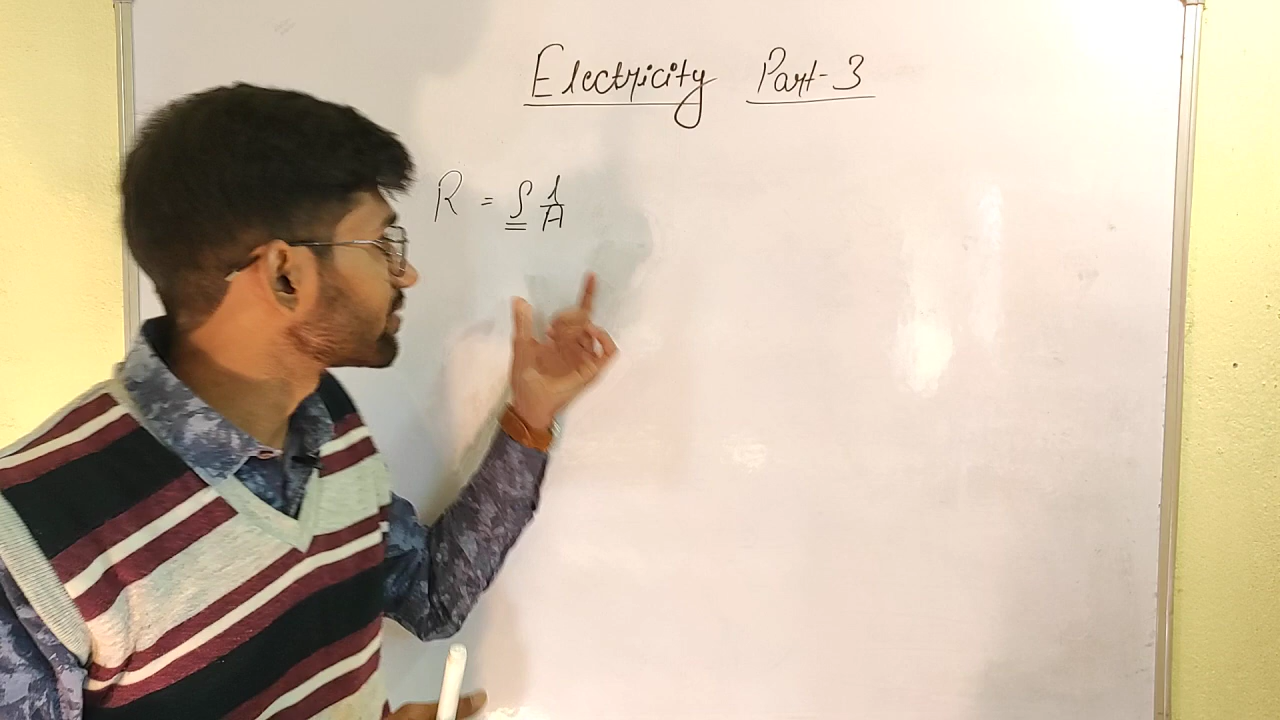 Electricity Part-3
R = ρ l/A